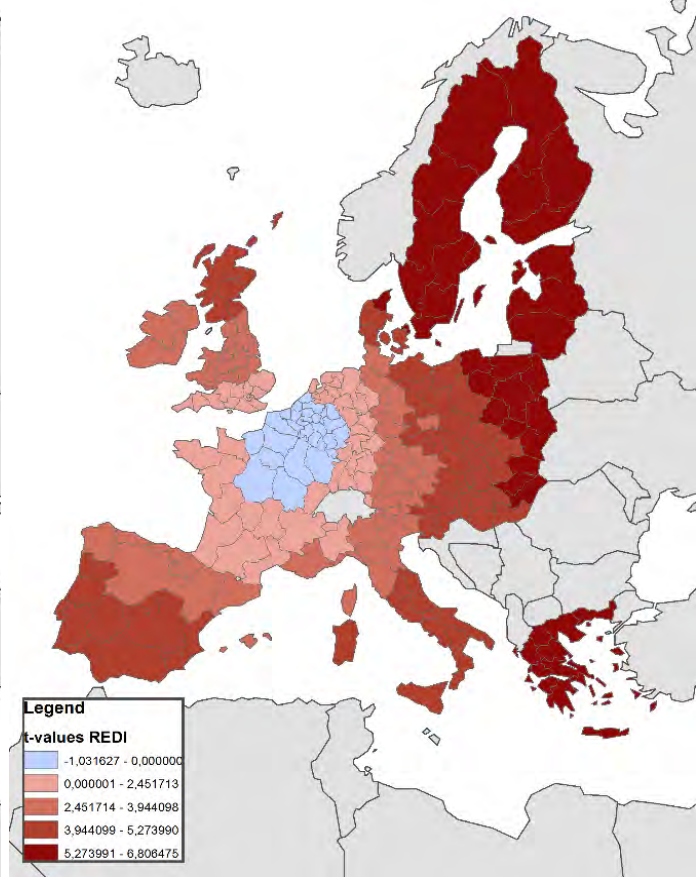 Legend
t-values REDI
-1,031627 - 0,000000
0,000001 - 2,451713
2,451714 - 3,944098
3,944099 - 5,273990
5,273991 - 6,806475